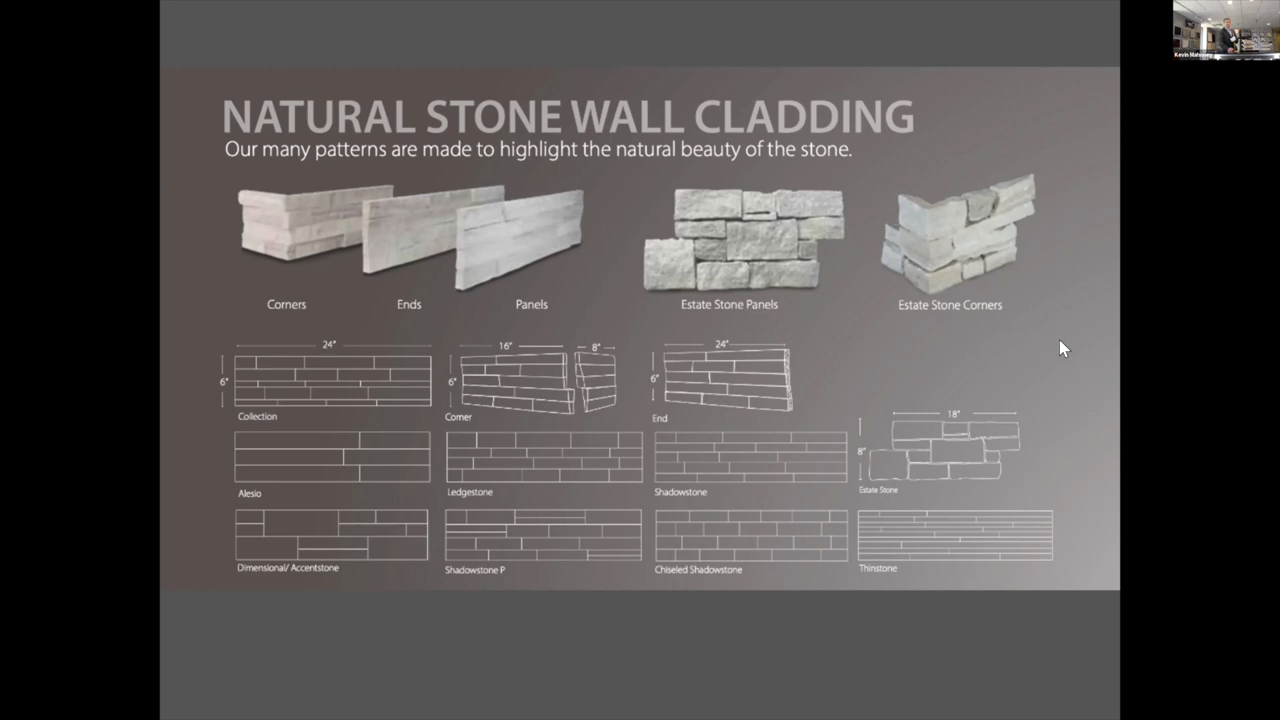 Kevin Mahoney
NATURAL STONE WALL CLADDING
Our many patterns are made to highlight the natural beauty of the stone.
Corners
Ends
Panels
Estate Stone Panels
Estate Stone Corners
24"
6"
Collection
16"
8"
6"
Corner
24"
6"
End
18"
8"
Estate Stone
Alesio
Ledgestone
Shadowstone
Dimensional/ Accentstone
Shadowstone P
Chiseled Shadowstone
Thinstone